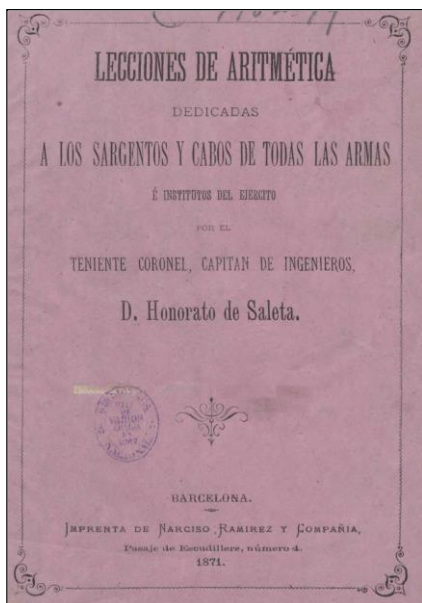 LECCIONES DE ARITMÉTICA
DEDICADAS
A LOS SARGENTOS Y CABOS DE TODAS LAS ARMAS
É INSTITUTOS DEL EJERCITO
POR EL
TENIENTE CORONEL, CAPITAN DE INGENIEROS,
D. Honorato de Saleta.
BARCELONA.
IMPRENTA DE NARCISO RAMIREZ Y COMPAÑIA,
Pasaje de Escudillers, número 4.
1871.